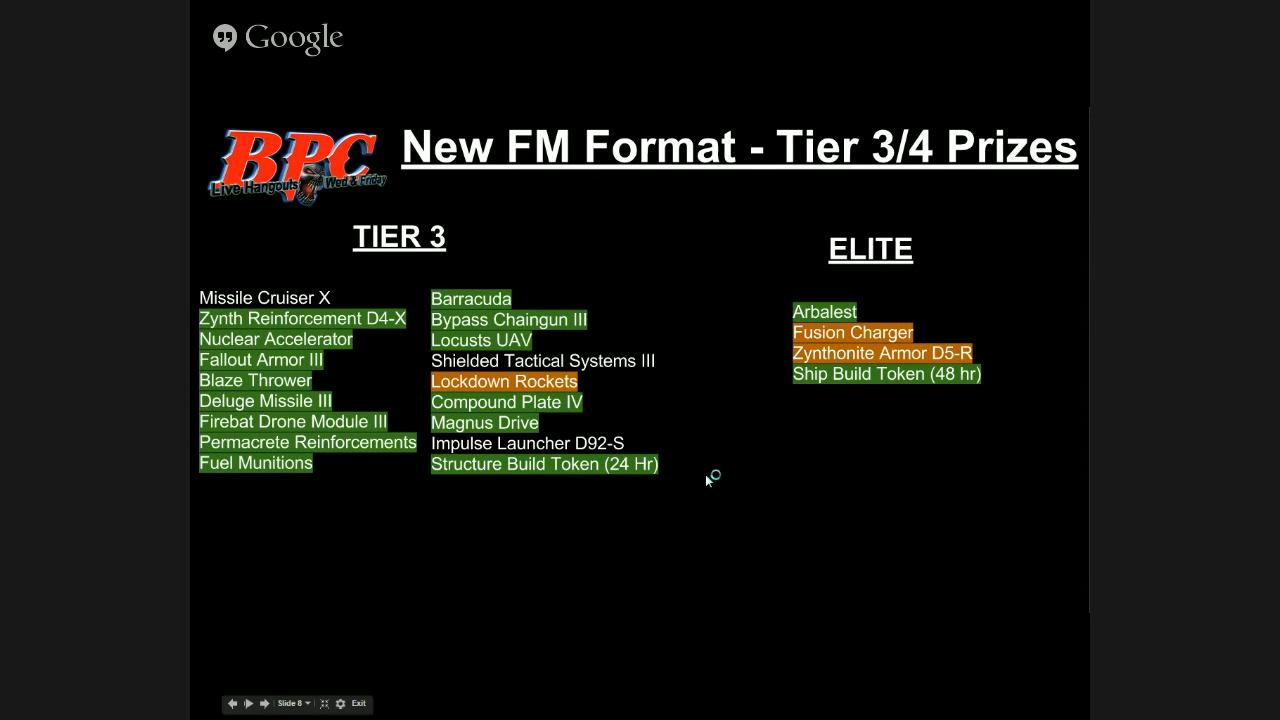 Google
BPC
Live Hangouts Wed & Friday
New FM Format - Tier 3/4 Prizes
TIER 3
Missile Cruiser X
Zynth Reinforcement D4-X
Nuclear Accelerator
Fallout Armor III
Blaze Thrower
Deluge Missile III
Firebat Drone Module III
Permacrete Reinforcements
Fuel Munitions
Barracuda
Bypass Chaingun III
Locusts UAV
Shielded Tactical Systems III
Lockdown Rockets
Compound Plate IV
Magnus Drive
Impulse Launcher D92-S
Structure Build Token (24 Hr)
ELITE
Arbalest
Fusion Charger
Zynthonite Armor D5-R
Ship Build Token (48 hr)
Slide 8
Exit